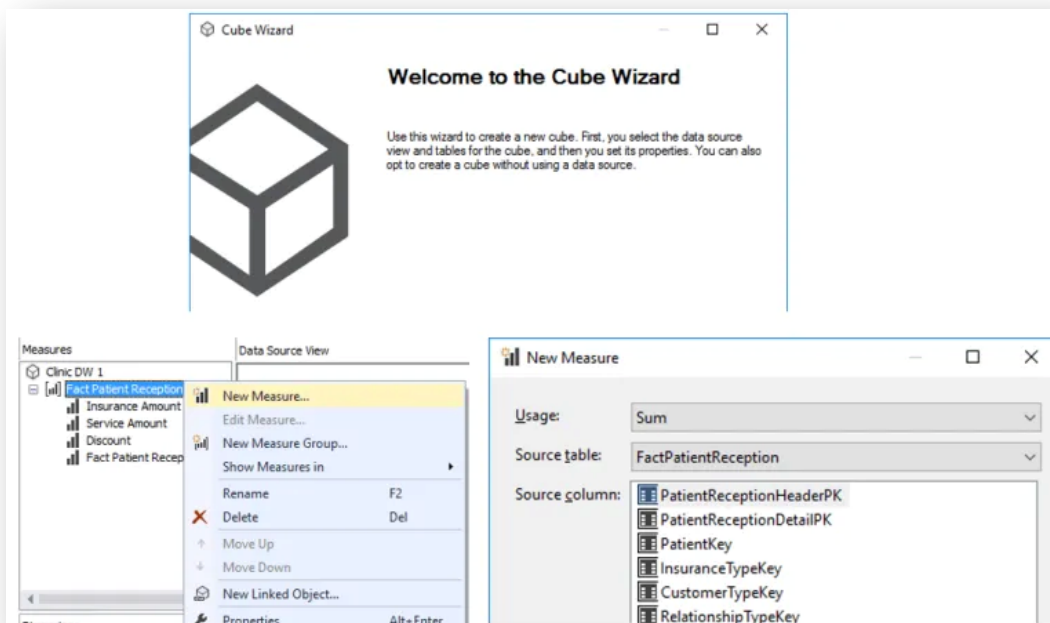 Cube Wizard
Welcome to the Cube Wizard
Use this wizard to create a new cube. First, you select the data source
view and tables for the cube, and then you set its properties. You can also
opt to create a cube without using a data source.
Measures
Data Source View
Clinic DW 1
Fact Patient Reception
Insurance Amount
Service Amount
Discount
Fact Patient Recep
New Measure...
Edit Measure...
New Measure Group...
Show Measures in
Rename F2
Delete Del
Move Up
Move Down
New Linked Object...
Properties Alt+Enter
New Measure
Usage: Sum
Source table: FactPatientReception
Source column: PatientReceptionHeaderPK
PatientReceptionDetailPK
PatientKey
InsuranceTypeKey
CustomerTypeKey
RelationshipTypeKey